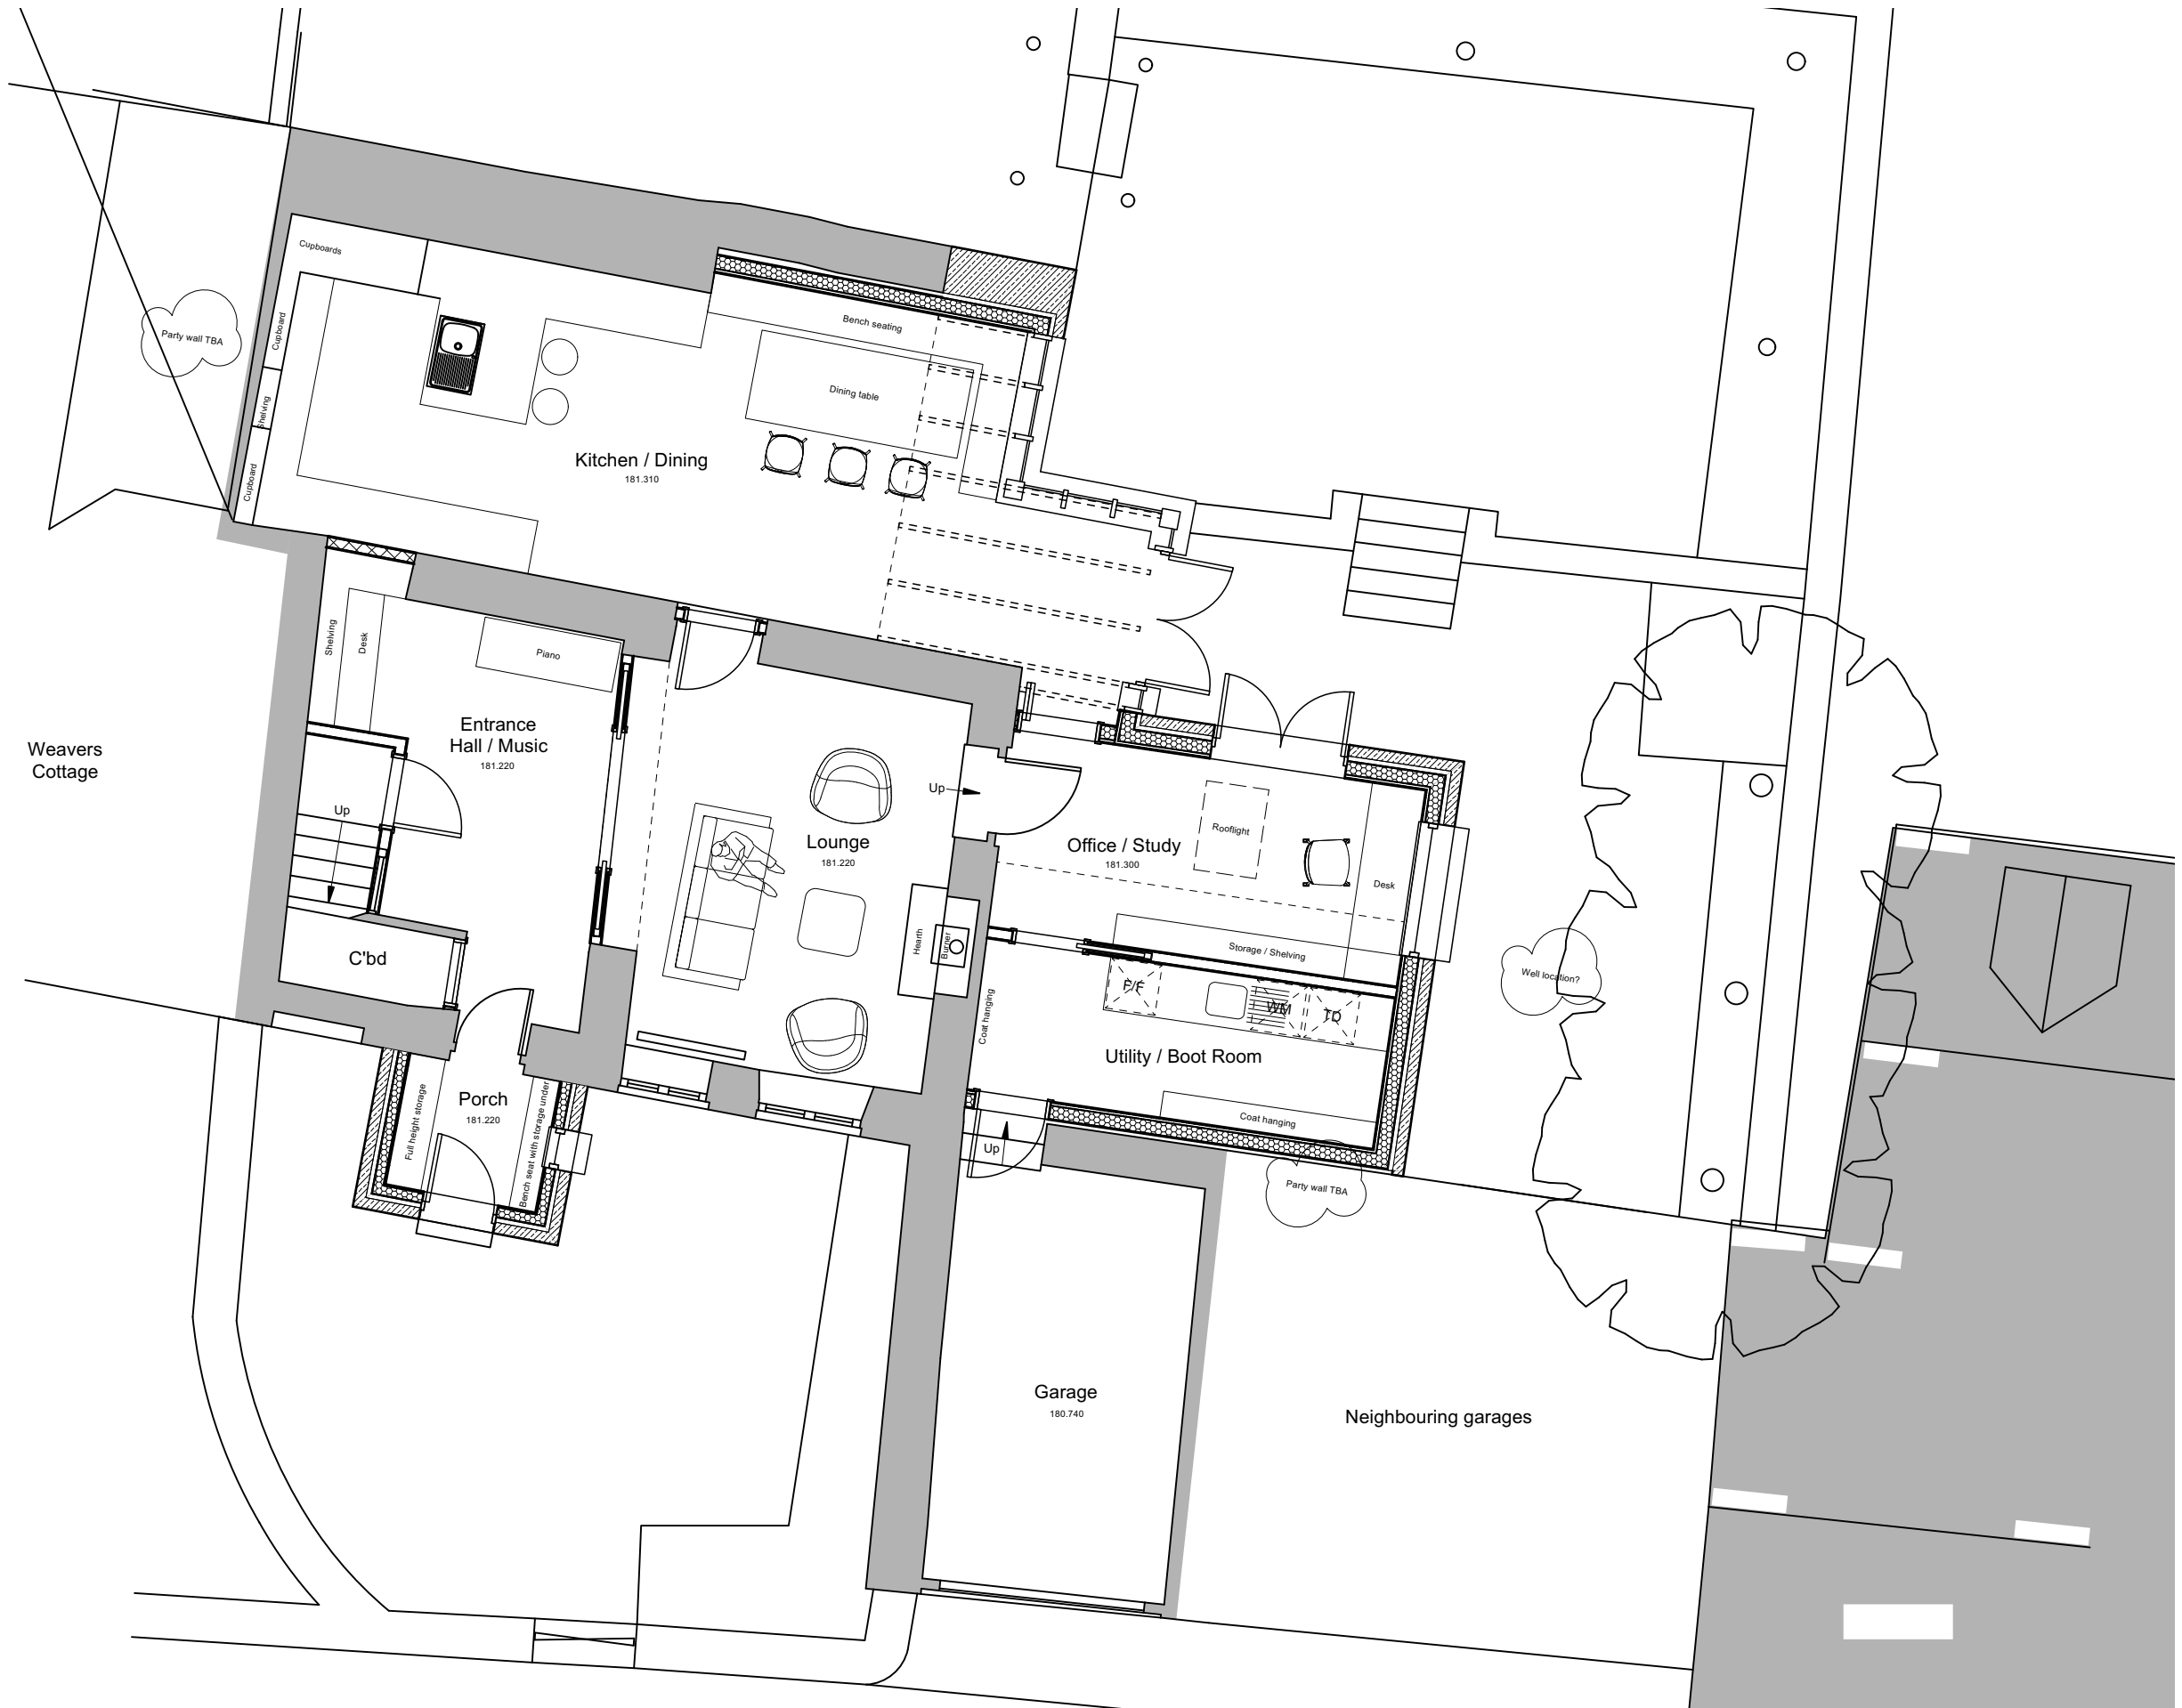 Cupboards
Cupboard
Party wall TBA
Shelving
Cupboard
Bench seating
Dining table
Kitchen / Dining
181.310
Shelving
Desk
Piano
Entrance
Hall / Music
181.220
Weavers
Cottage
Up
C'bd
Lounge
181.220
Up
Hearth
Burner
Office / Study
181.300
Rooflight
Desk
Storage / Shelving
F/F
WM
TD
Coat hanging
Utility / Boot Room
Coat hanging
Up
Well location?
Party wall TBA
Porch
181.220
Full height storage
Bench seat with storage under
Garage
180.740
Neighbouring garages